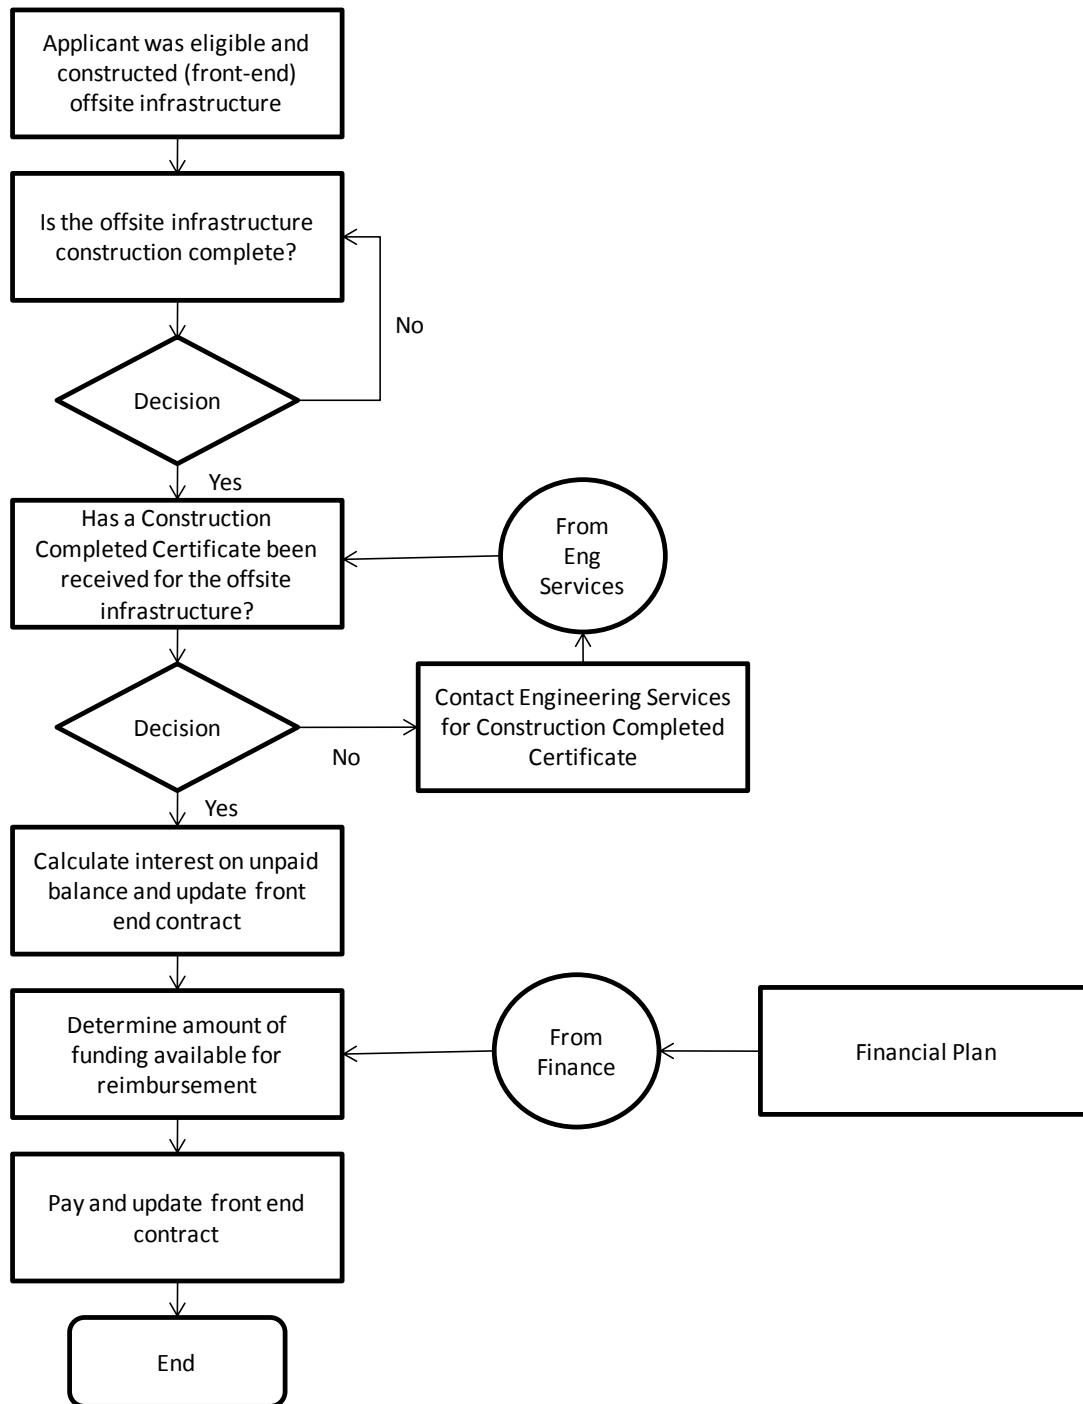 Applicant was eligible and
constructed (front-end)
offsite infrastructure
Is the offsite infrastructure
construction complete?
No
Decision
Yes
Has a Construction
Completed Certificate been
received for the offsite
infrastructure?
From
Eng
Services
Decision
No
Contact Engineering Services
for Construction Completed
Certificate
Yes
Calculate interest on unpaid
balance and update front
end contract
Determine amount of
funding available for
reimbursement
From
Finance
Financial Plan
Pay and update front end
contract
End